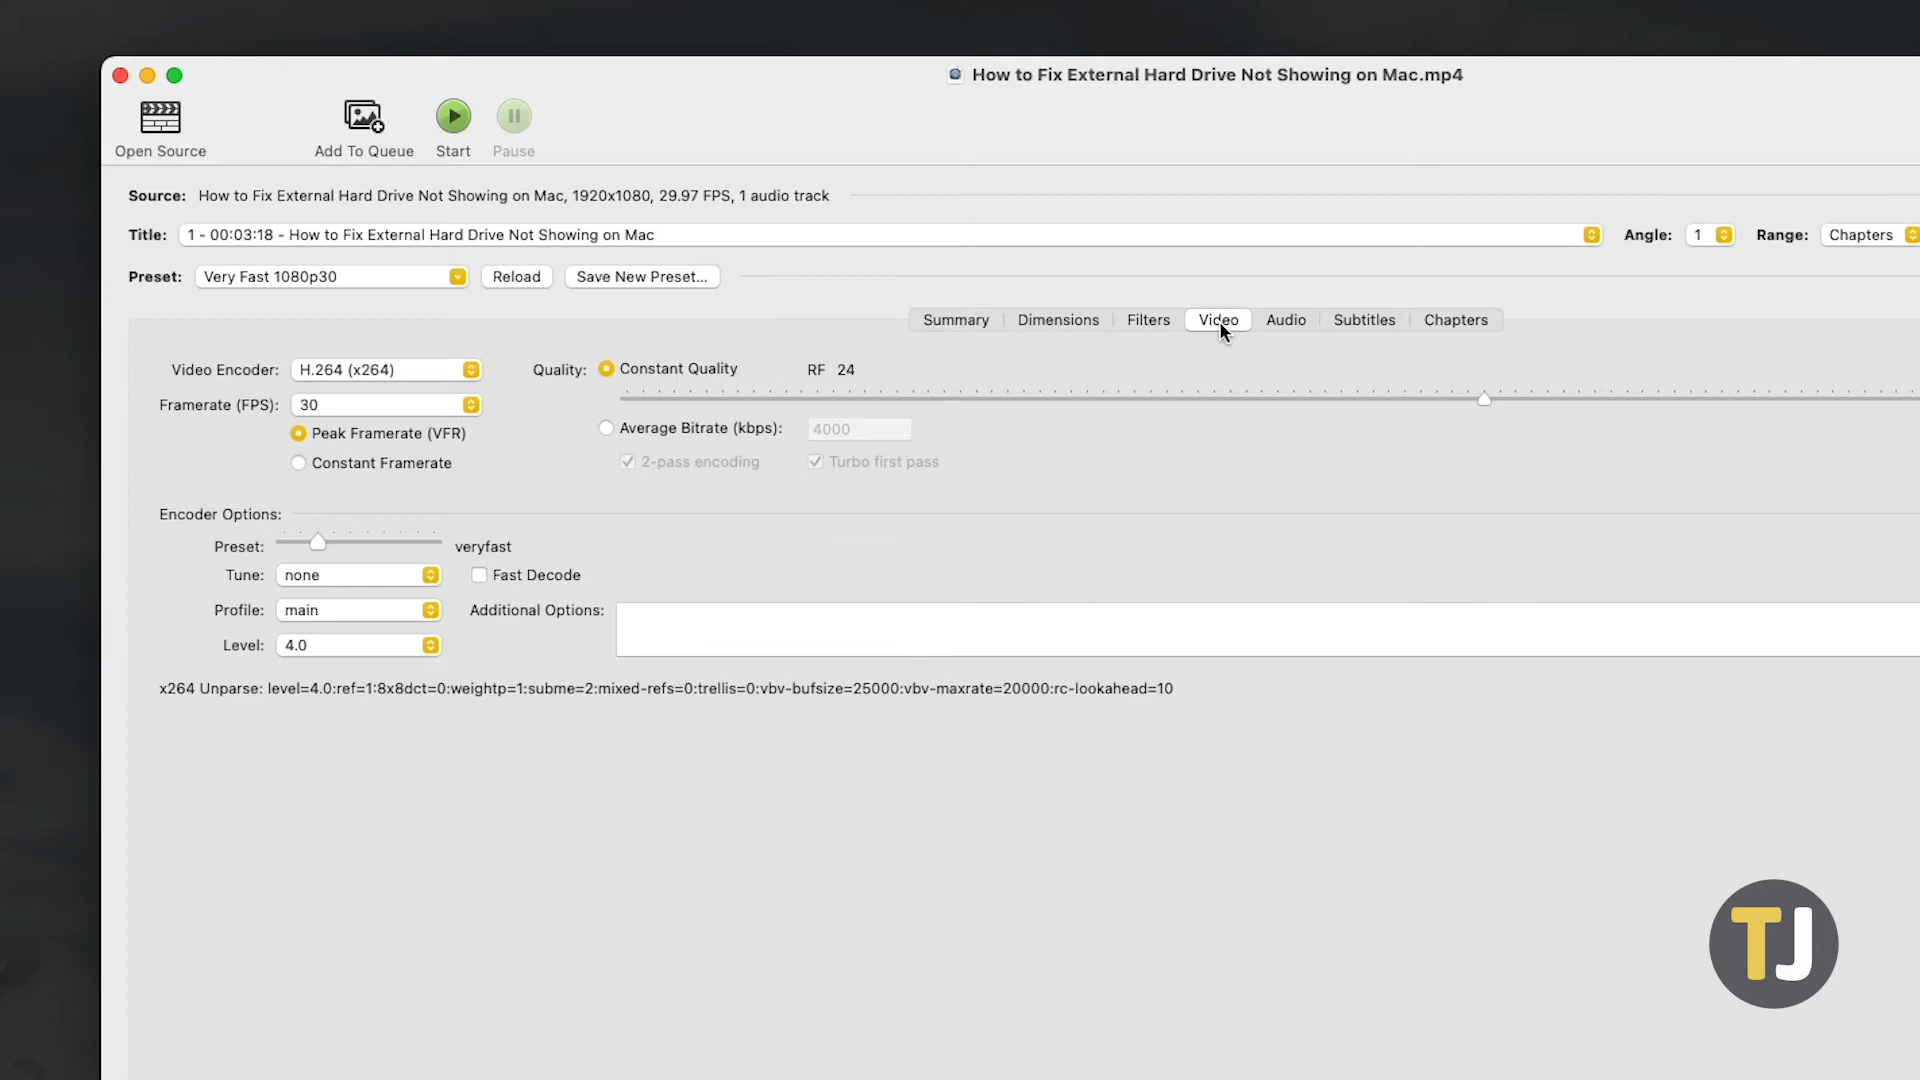 How to Fix External Hard Drive Not Showing on Mac.mp4
Open Source
Add To Queue
Start
Pause
Source: How to Fix External Hard Drive Not Showing on Mac, 1920x1080, 29.97 FPS, 1 audio track
Title: 1 - 00:03:18 - How to Fix External Hard Drive Not Showing on Mac Angle: 1 Range: Chapters
Preset: Very Fast 1080p30 Reload Save New Preset...
Summary Dimensions Filters Video Audio Subtitles Chapters
Video Encoder: H.264 (x264) Quality: Constant Quality RF 24
Framerate (FPS): 30
Peak Framerate (VFR) Average Bitrate (kbps): 4000
Constant Framerate 2-pass encoding Turbo first pass
Encoder Options:
Preset: veryfast
Tune: none Fast Decode
Profile: main Additional Options:
Level: 4.0
x264 Unparse: level=4.0:ref=1:8x8dct=0:weightp=1:subme=2:mixed-refs=0:trellis=0:vbv-bufsize=25000:vbv-maxrate=20000:rc-lookahead=10
TJ